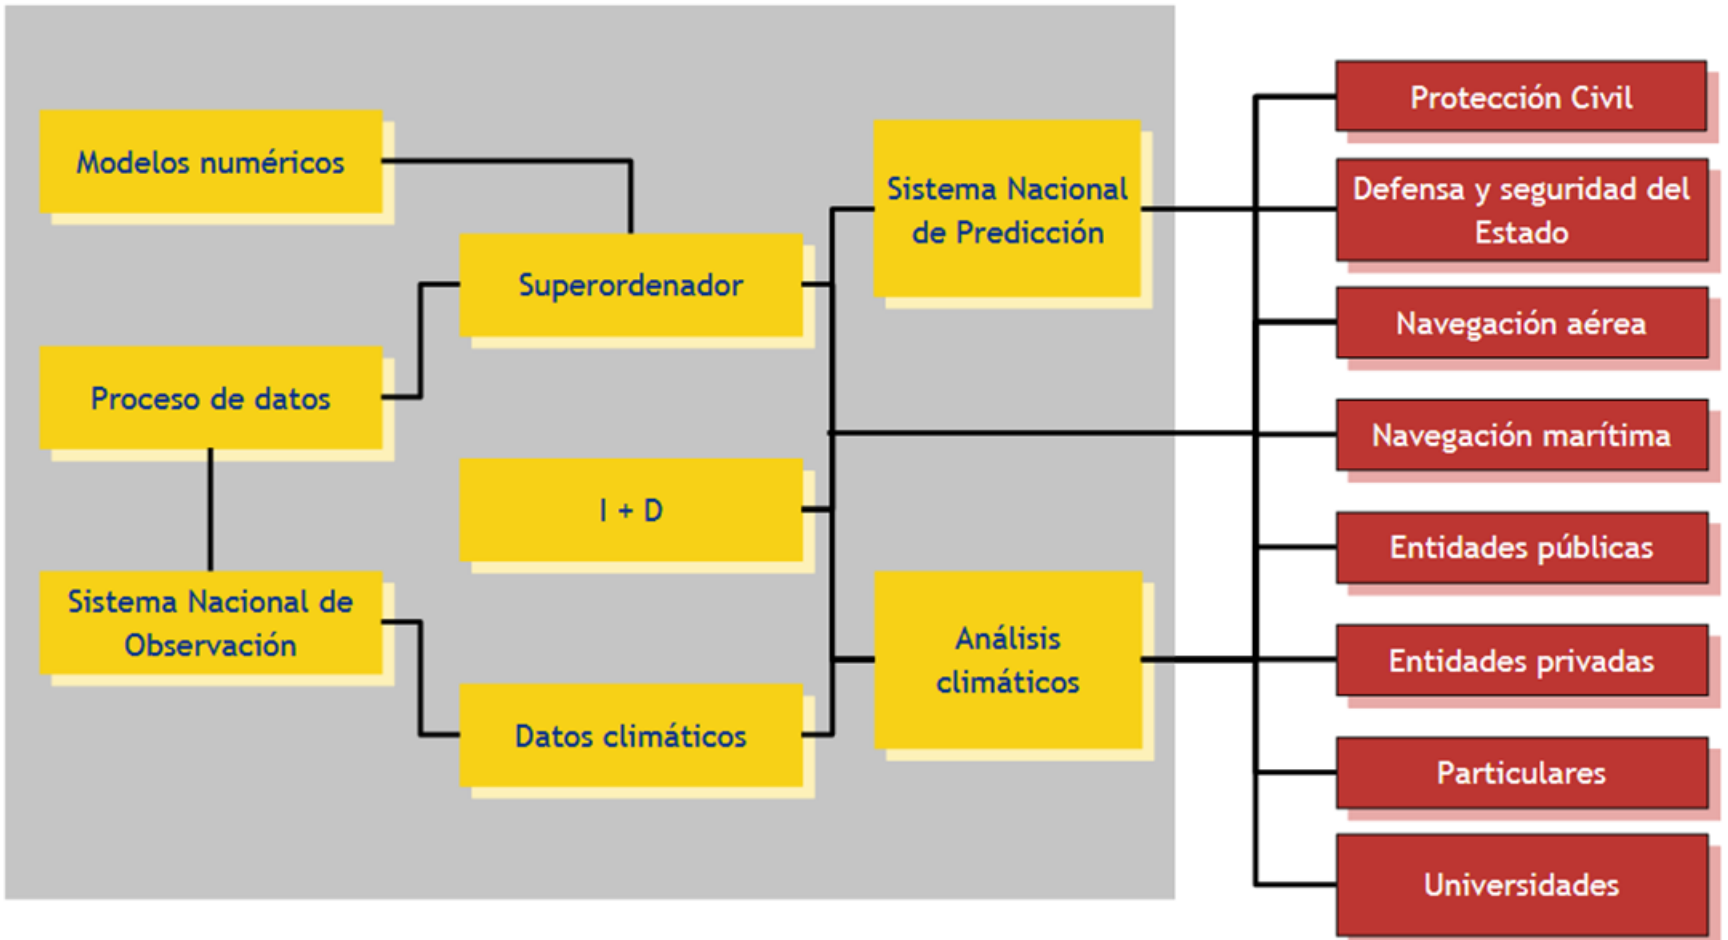 Modelos numéricos
Superordenador
Proceso de datos
I + D
Sistema Nacional de
Observación
Datos climáticos
Sistema Nacional
de Predicción
Análisis
climáticos
Protección Civil
Defensa y seguridad del
Estado
Navegación aérea
Navegación marítima
Entidades públicas
Entidades privadas
Particulares
Universidades